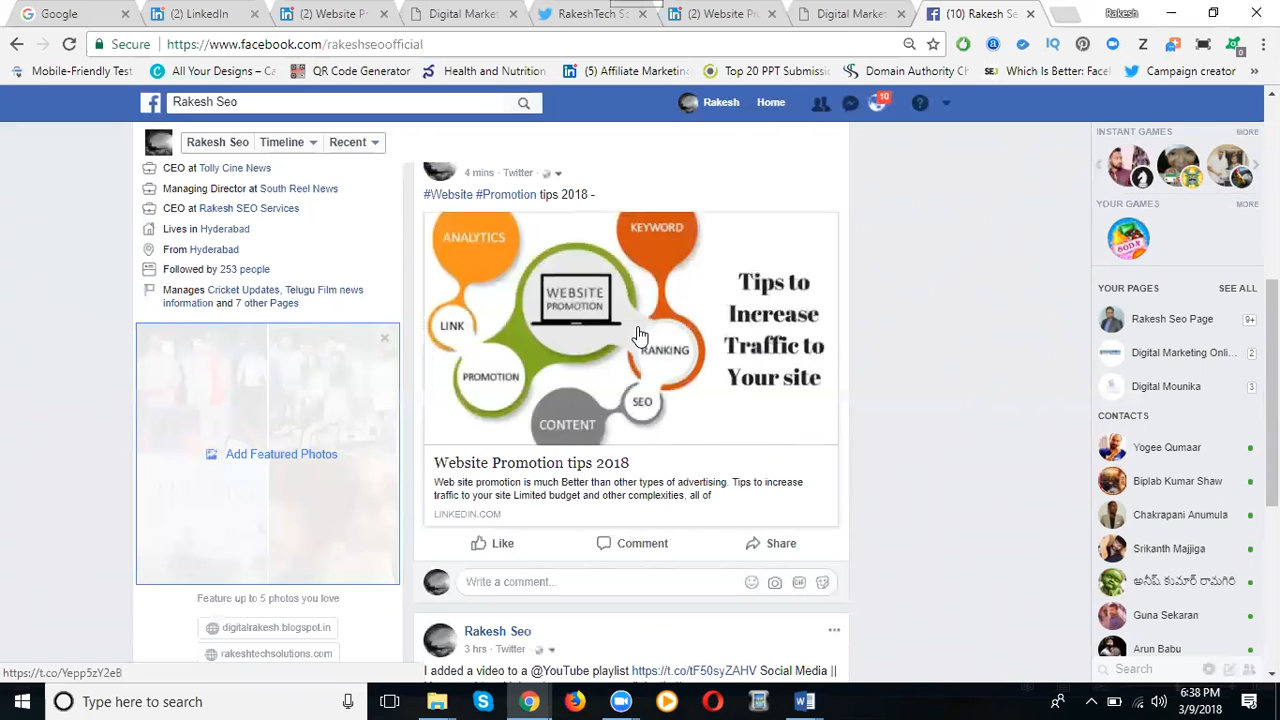 Google
(2) LinkedIn
(2) Website P
Digital Market
RakeshTech S
(2) Website Pr
Digital Market
(10) Rakesh Se
Rakesh
Secure
https://www.facebook.com/rakeshseoofficial
Mobile-Friendly Test
All Your Designs – Ca
QR Code Generator
Health and Nutrition
(5) Affiliate Marketing
Top 20 PPT Submissi
Domain Authority Ch
Which Is Better: Face
Campaign creator
Rakesh Seo
Rakesh
Home
10
Rakesh Seo
Timeline
Recent
CEO at Tolly Cine News
Managing Director at South Reel News
CEO at Rakesh SEO Services
Lives in Hyderabad
From Hyderabad
Followed by 253 people
Manages Cricket Updates, Telugu Film news
information and 7 other Pages
Add Featured Photos
Feature up to 5 photos you love
digitalrakesh.blogspot.in
rakeshtechsolutions.com
4 mins · Twitter ·
#Website #Promotion tips 2018 -
ANALYTICS
KEYWORD
WEBSITE
PROMOTION
LINK
RANKING
PROMOTION
SEO
CONTENT
Tips to
Increase
Traffic to
Your site
Website Promotion tips 2018
Web site promotion is much Better than other types of advertising. Tips to increase
traffic to your site Limited budget and other complexities, all of
LINKEDIN.COM
Like
Comment
Share
Write a comment...
Rakesh Seo
3 hrs · Twitter ·
I added a video to a @YouTube playlist https://t.co/tF50syZAHV Social Media ||
INSTANT GAMES
MORE
YOUR GAMES
MORE
SODA
YOUR PAGES
SEE ALL
Rakesh Seo Page
9+
Digital Marketing Onli...
2
Digital Mounika
3
CONTACTS
Yogee Qumaar
Biplab Kumar Shaw
Chakrapani Anumula
Srikanth Majjiga
అనీష్ కుమార్ రామగిరి
Guna Sekaran
Arun Babu
Search
https://t.co/Yepp5zY2eB
Type here to search
6:38 PM
3/9/2018